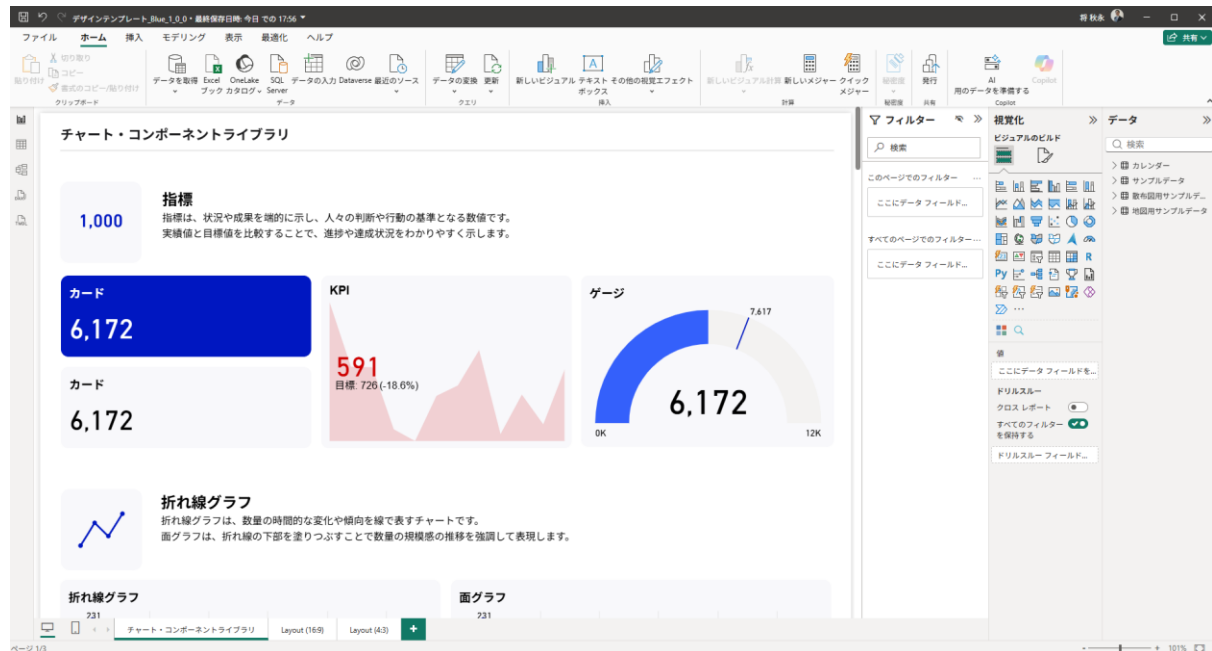 デザインテンプレート_Blue_1_0_0 • 最終保存日時: 今日 での 17:56
将 秋永
ファイル ホーム 挿入 モデリング 表示 最適化 ヘルプ
共有
貼り付け
切り取り
コピー
書式のコピー/貼り付け
クリップボード
データを取得
Excel ブック
OneLake カタログ
SQL Server
データの入力
Dataverse
最近のソース
データ
データの変換
更新
クエリ
新しいビジュアル
テキスト ボックス
その他の視覚エフェクト
挿入
新しいビジュアル計算
新しいメジャー
クイック メジャー
計算
秘密度
秘密度
発行
共有
AI 用のデータを準備する
Copilot
Copilot
チャート・コンポーネントライブラリ
1,000
指標
指標は、状況や成果を端的に示し、人々の判断や行動の基準となる数値です。
実績値と目標値を比較することで、進捗や達成状況をわかりやすく示します。
カード
6,172
カード
6,172
KPI
591
目標: 726 (-18.6%)
ゲージ
7,617
6,172
0K
12K
折れ線グラフ
折れ線グラフは、数量の時間的な変化や傾向を線で表すチャートです。
面グラフは、折れ線の下部を塗りつぶすことで数量の規模感の推移を強調して表現します。
折れ線グラフ
231
面グラフ
231
フィルター
検索
このページでのフィルター ...
ここにデータ フィールド...
すべてのページでのフィルター ...
ここにデータ フィールド...
視覚化
ビジュアルのビルド
R
Py
値
ここにデータ フィールドを...
ドリルスルー
クロス レポート
すべてのフィルター
を保持する
ドリルスルー フィールド...
データ
検索
カレンダー
サンプルデータ
散布図用サンプルデ...
地図用サンプルデータ
チャート・コンポーネントライブラリ
Layout (16:9)
Layout (4:3)
ページ 1/3
101%